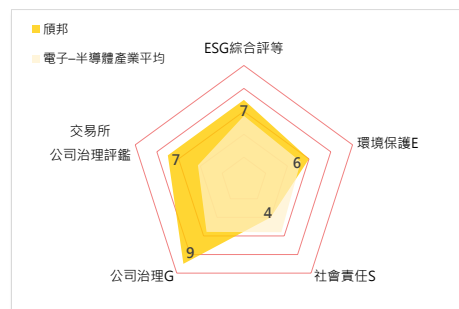 頎邦
電子–半導體產業平均
ESG綜合評等
7
環境保護E
6
社會責任S
4
公司治理G
9
交易所
公司治理評鑑
7